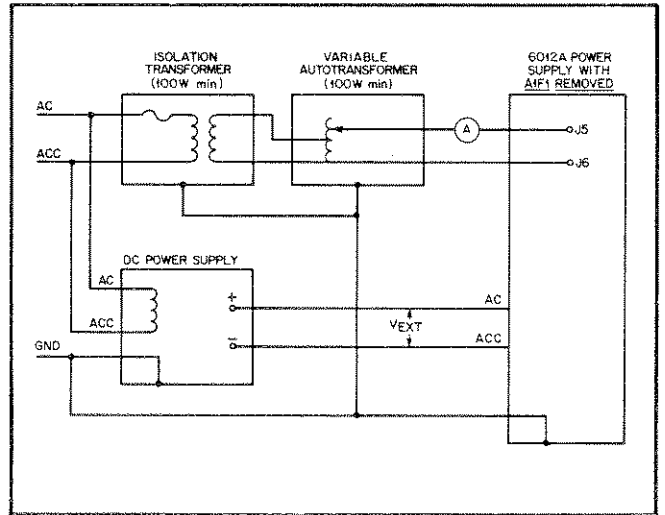 ISOLATION
TRANSFORMER
(100W min)
VARIABLE
AUTOTRANSFORMER
(100W min)
6012A POWER
SUPPLY WITH
A1F1 REMOVED
AC
ACC
A
J5
J6
DC POWER SUPPLY
AC
ACC
+
−
VEXT
AC
ACC
GND